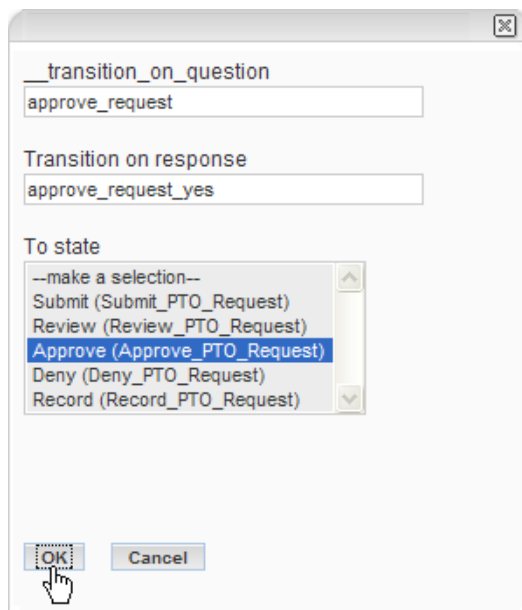 __transition_on_question
approve_request
Transition on response
approve_request_yes
To state
--make a selection--
Submit (Submit_PTO_Request)
Review (Review_PTO_Request)
Approve (Approve_PTO_Request)
Deny (Deny_PTO_Request)
Record (Record_PTO_Request)
OK
Cancel